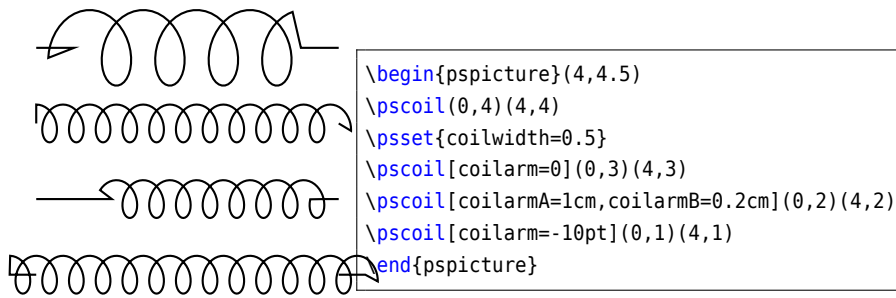 \begin{pspicture}(4,4.5)
\pscoil(0,4)(4,4)
\psset{coilwidth=0.5}
\pscoil[coilarm=0](0,3)(4,3)
\pscoil[coilarmA=1cm,coilarmB=0.2cm](0,2)(4,2)
\pscoil[coilarm=-10pt](0,1)(4,1)
\end{pspicture}